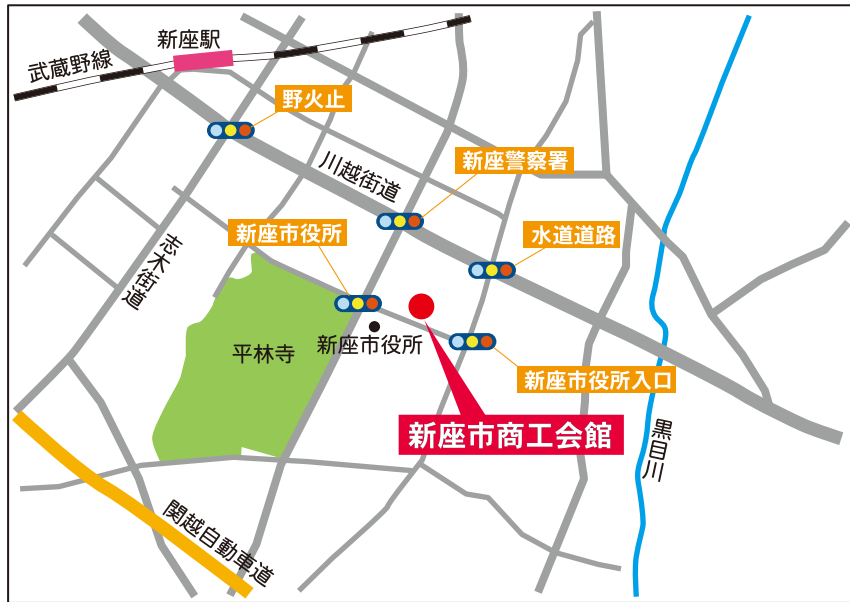 新座駅
武蔵野線
野火止
川越街道
新座警察署
新座市役所
水道道路
志木街道
新座市役所
平林寺
新座市役所入口
新座市商工会館
黒目川
関越自動車道